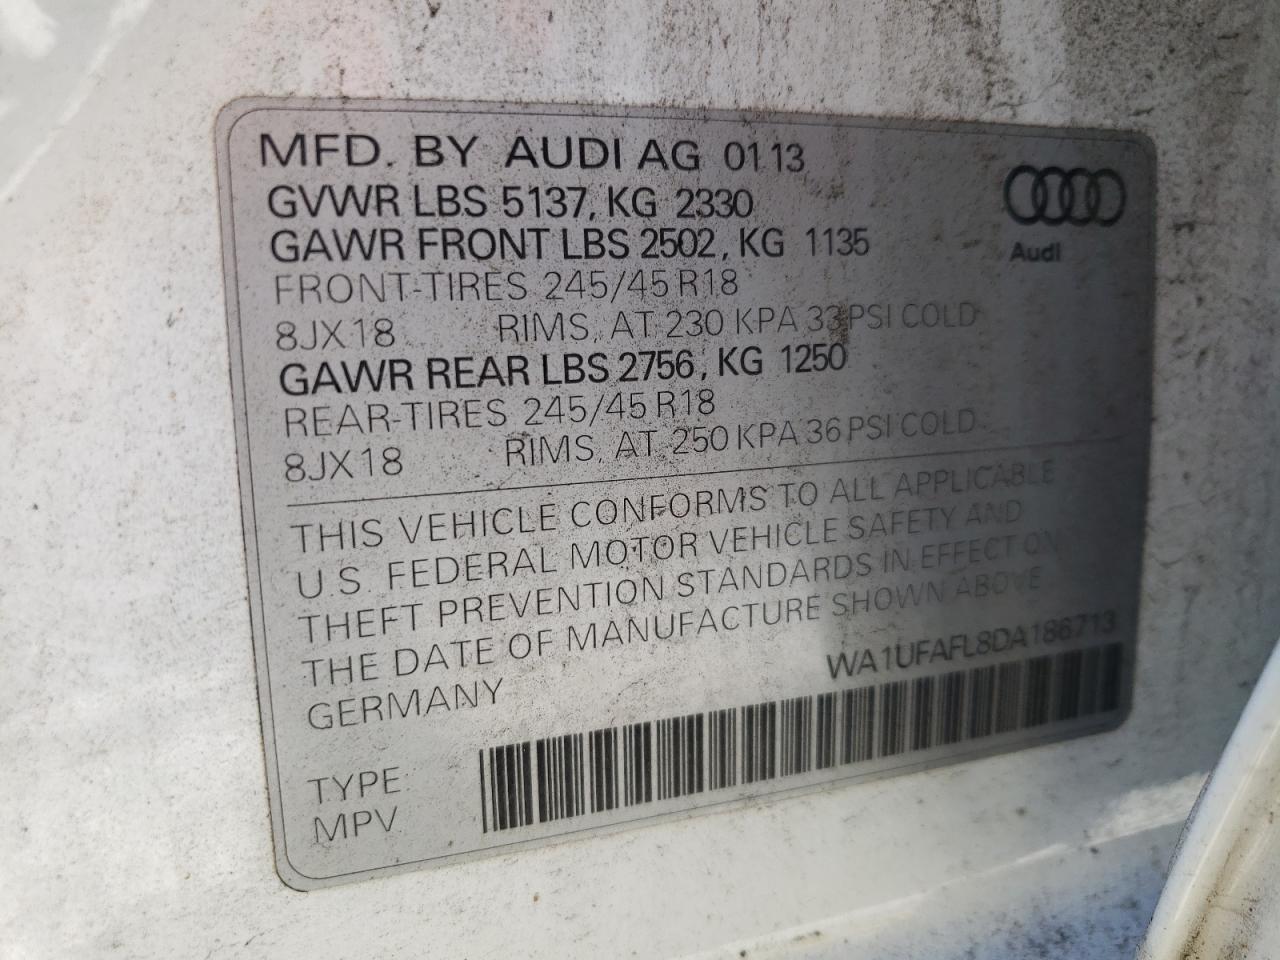 MFD. BY AUDI AG 01 13
GVWR LBS 5137, KG 2330
GAWR FRONT LBS 2502, KG 1135
FRONT-TIRES 245/45 R18
8JX18 RIMS, AT 230 KPA 33 PSI COLD
GAWR REAR LBS 2756, KG 1250
REAR-TIRES 245/45 R18
8JX18 RIMS, AT 250 KPA 36 PSI COLD
Audi
THIS VEHICLE CONFORMS TO ALL APPLICABLE
U.S. FEDERAL MOTOR VEHICLE SAFETY AND
THEFT PREVENTION STANDARDS IN EFFECT ON
THE DATE OF MANUFACTURE SHOWN ABOVE
GERMANY
WA1UFAFL8DA186713
TYPE:
MPV